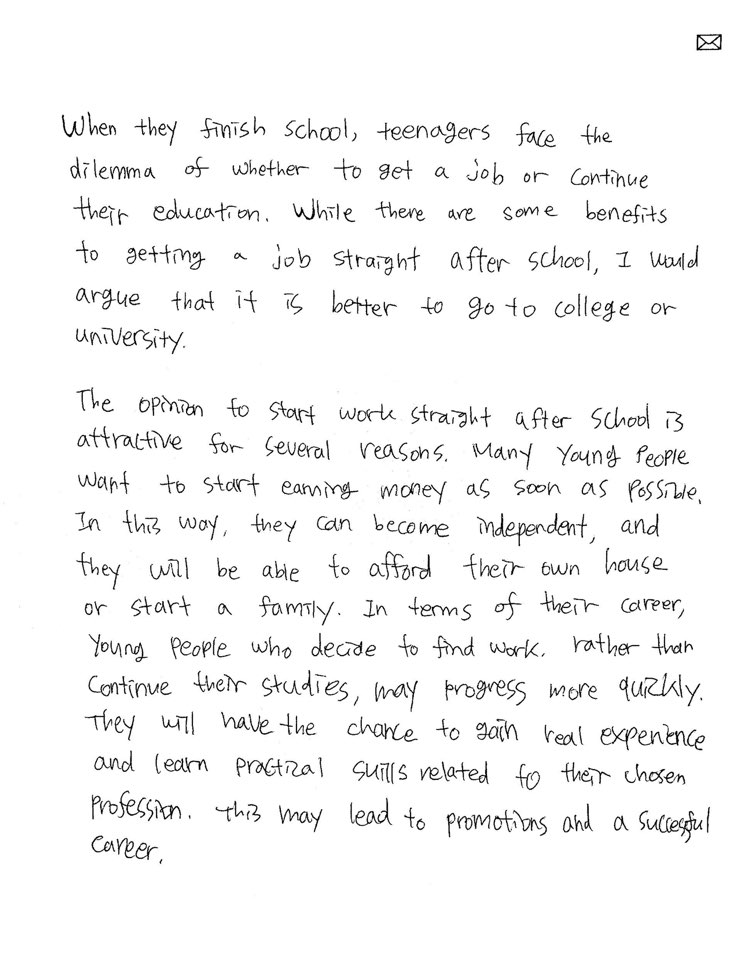 When they finish school, teenagers face the
dilemma of whether to get a job or continue
their education. While there are some benefits
to getting a job straight after school, I would
argue that it is better to go to college or
university.
The opinion to start work straight after school is
attractive for several reasons. Many young people
want to start earning money as soon as possible.
In this way, they can become independent, and
they will be able to afford their own house
or start a family. In terms of their career,
young people who decide to find work. rather than
continue their studies, may progress more quickly.
They will have the chance to gain real experience
and learn practical skills related to their chosen
profession. this may lead to promotions and a successful
career.